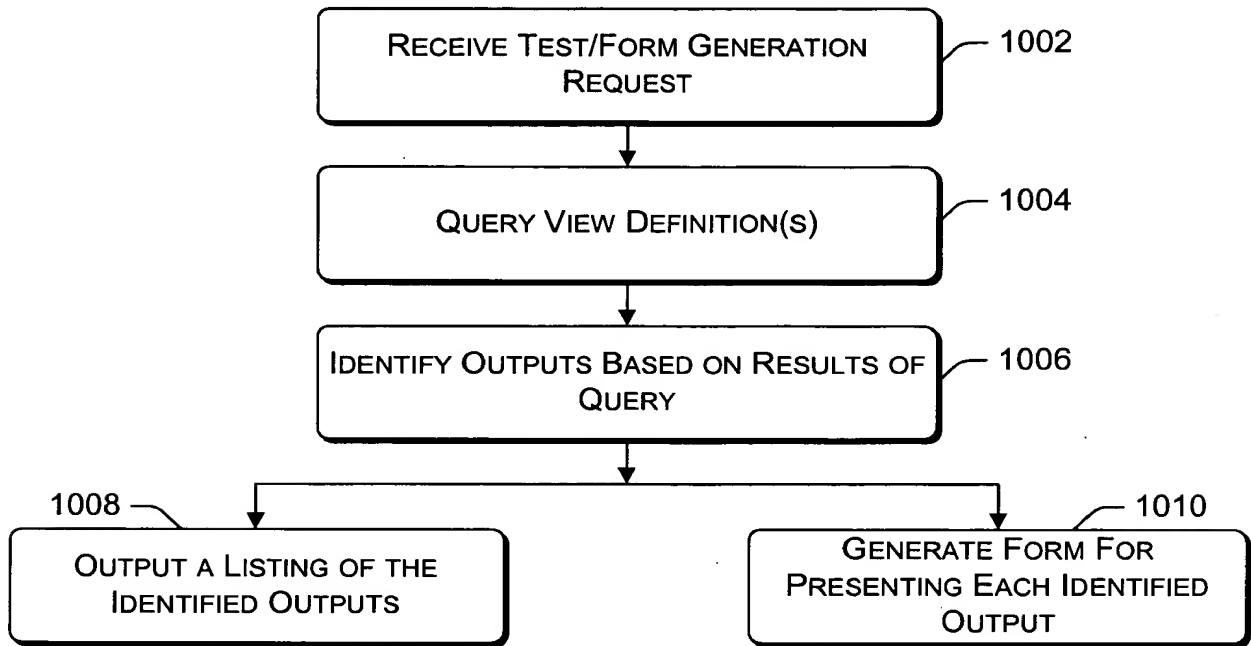 RECEIVE TEST/FORM GENERATION
REQUEST
1002
QUERY VIEW DEFINITION(S)
1004
IDENTIFY OUTPUTS BASED ON RESULTS OF
QUERY
1006
1008
OUTPUT A LISTING OF THE
IDENTIFIED OUTPUTS
1010
GENERATE FORM FOR
PRESENTING EACH IDENTIFIED
OUTPUT